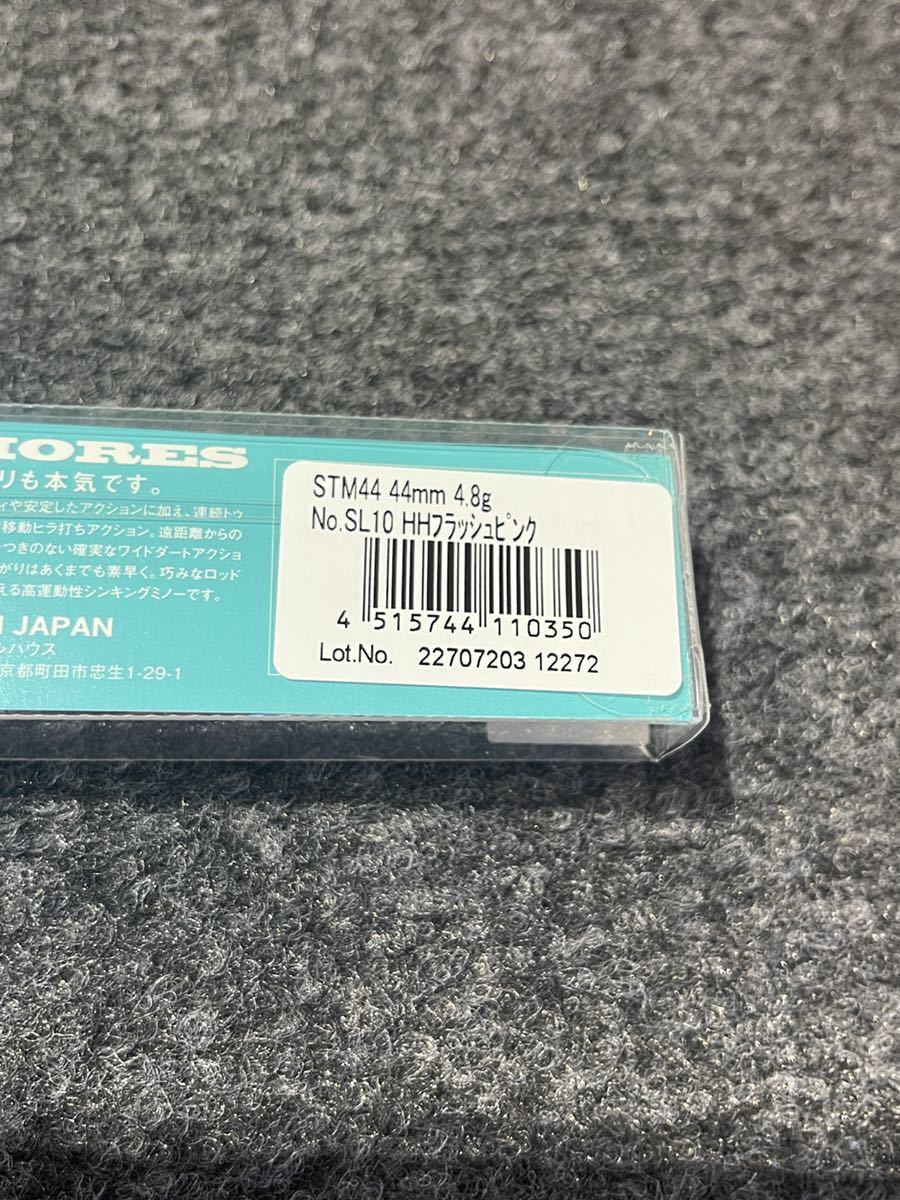 IORES
リも本気です。
ィや安定したアクションに加え、連続トゥ
移動ヒラ打ちアクション。遠距離からの
つきのない確実なワイドダートアクショ
がりはあくまでも素早く。巧みなロッド
える高運動性シンキングミノーです。
JAPAN
ルハウス
京都町田市忠生1-29-1
STM44 44mm 4.8g
No.SL10 HHフラッシュピンク
4 515744 110350
Lot.No. 22707203 12272